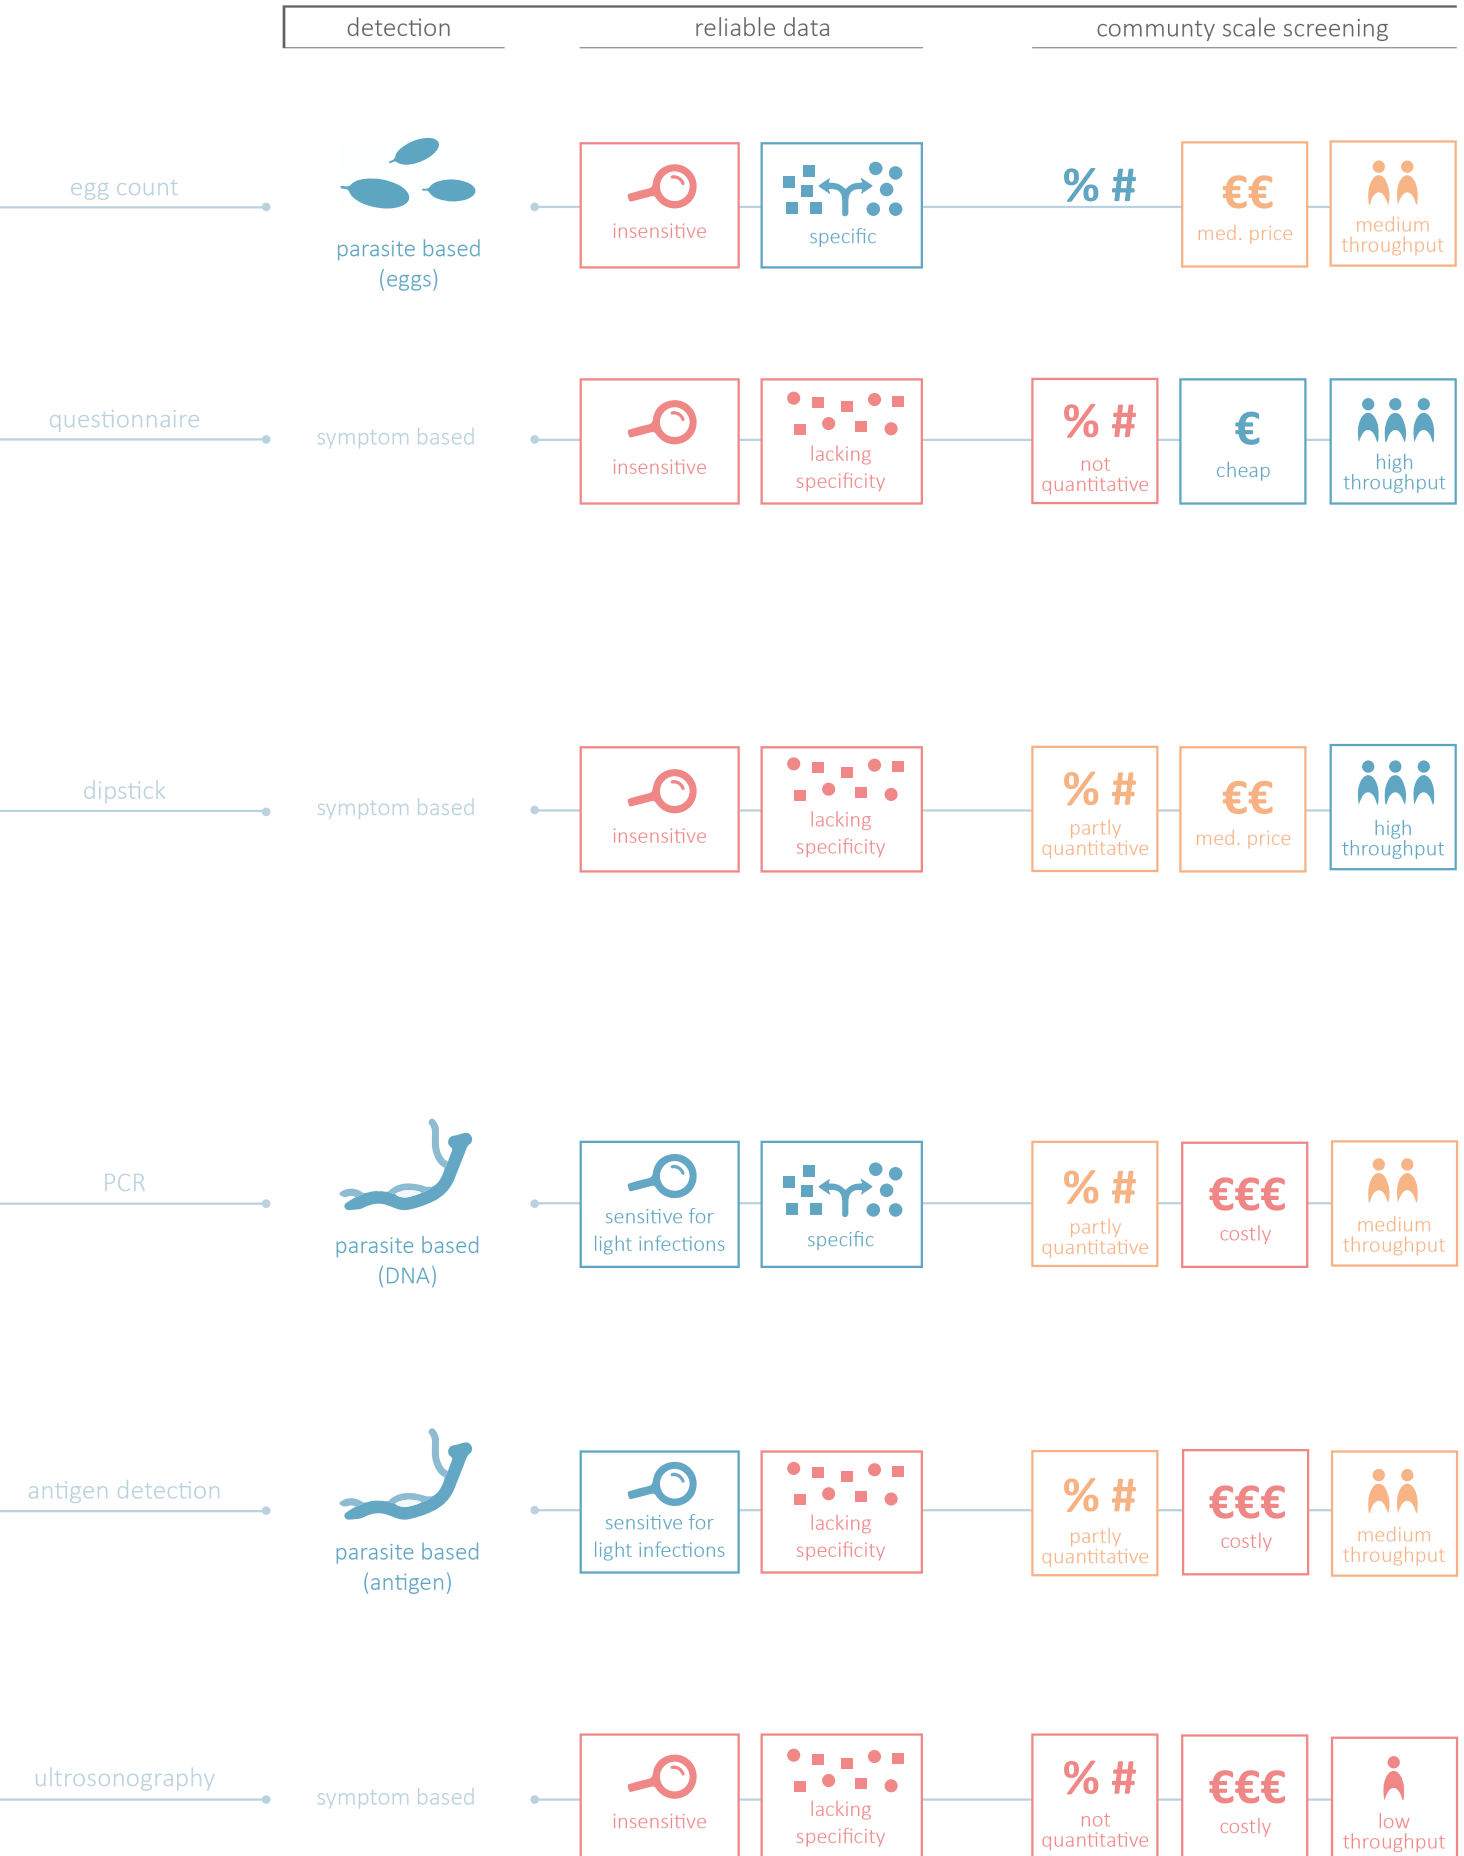 detection
reliable data
communty scale screening
egg count
parasite based
(eggs)
insensitive
specific
% #
€€
med. price
medium
throughput
questionnaire
symptom based
insensitive
lacking
specificity
% #
not
quantitative
€
cheap
high
throughput
dipstick
symptom based
insensitive
lacking
specificity
% #
partly
quantitative
€€
med. price
high
throughput
PCR
parasite based
(DNA)
sensitive for
light infections
specific
% #
partly
quantitative
€€€
costly
medium
throughput
antigen detection
parasite based
(antigen)
sensitive for
light infections
lacking
specificity
% #
partly
quantitative
€€€
costly
medium
throughput
ultrosonography
symptom based
insensitive
lacking
specificity
% #
not
quantitative
€€€
costly
low
throughput